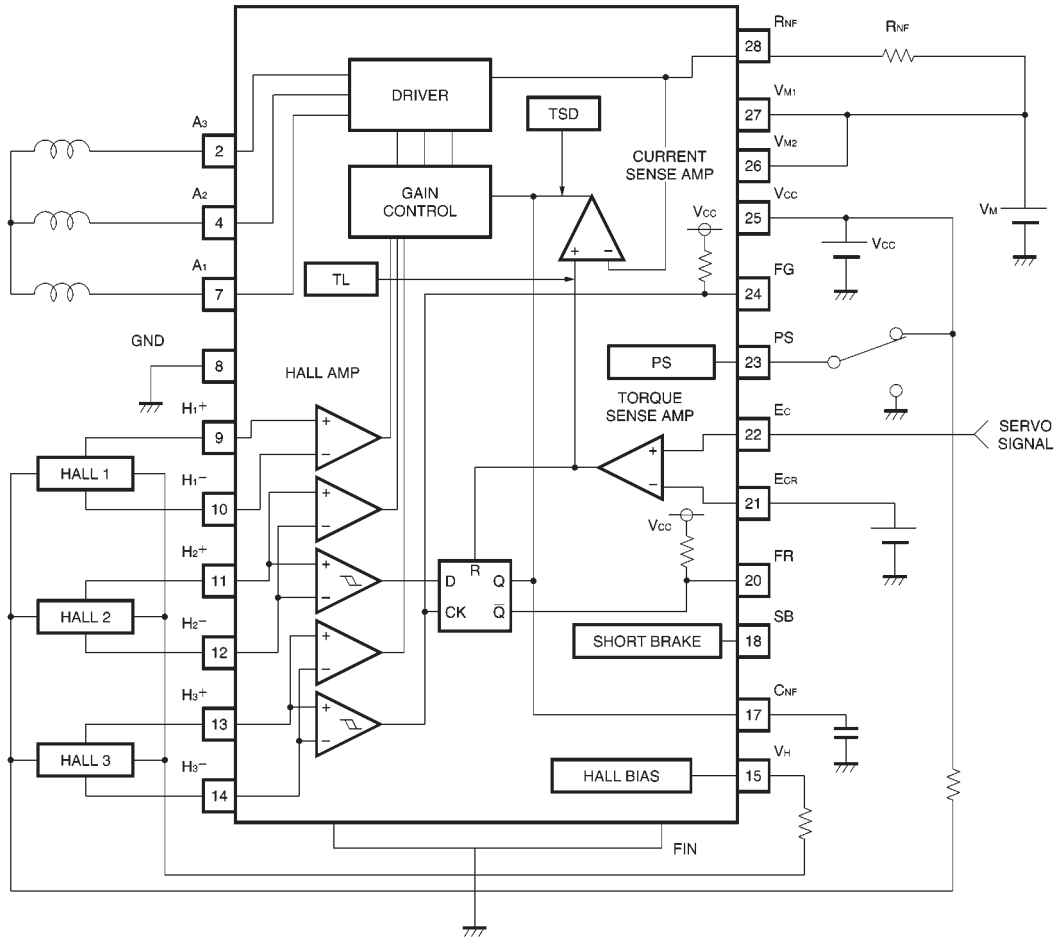 RNF
28
RNF
DRIVER
TSD
VM1
27
A3
2
CURRENT
SENSE AMP
VM2
26
GAIN
CONTROL
A2
4
VCC
VCC
25
VM
VCC
+
−
TL
A1
7
FG
24
GND
8
PS
PS
23
HALL AMP
TORQUE
SENSE AMP
EC
22
SERVO
SIGNAL
H1+
9
+
−
HALL 1
H1−
10
+
−
ECR
21
VCC
+
−
H2+
11
+
−
R
D
Q
CK
Q̅
FR
20
HALL 2
H2−
12
SB
SHORT BRAKE
18
+
−
H3+
13
+
−
CNF
17
HALL 3
H3−
14
VH
HALL BIAS
15
FIN